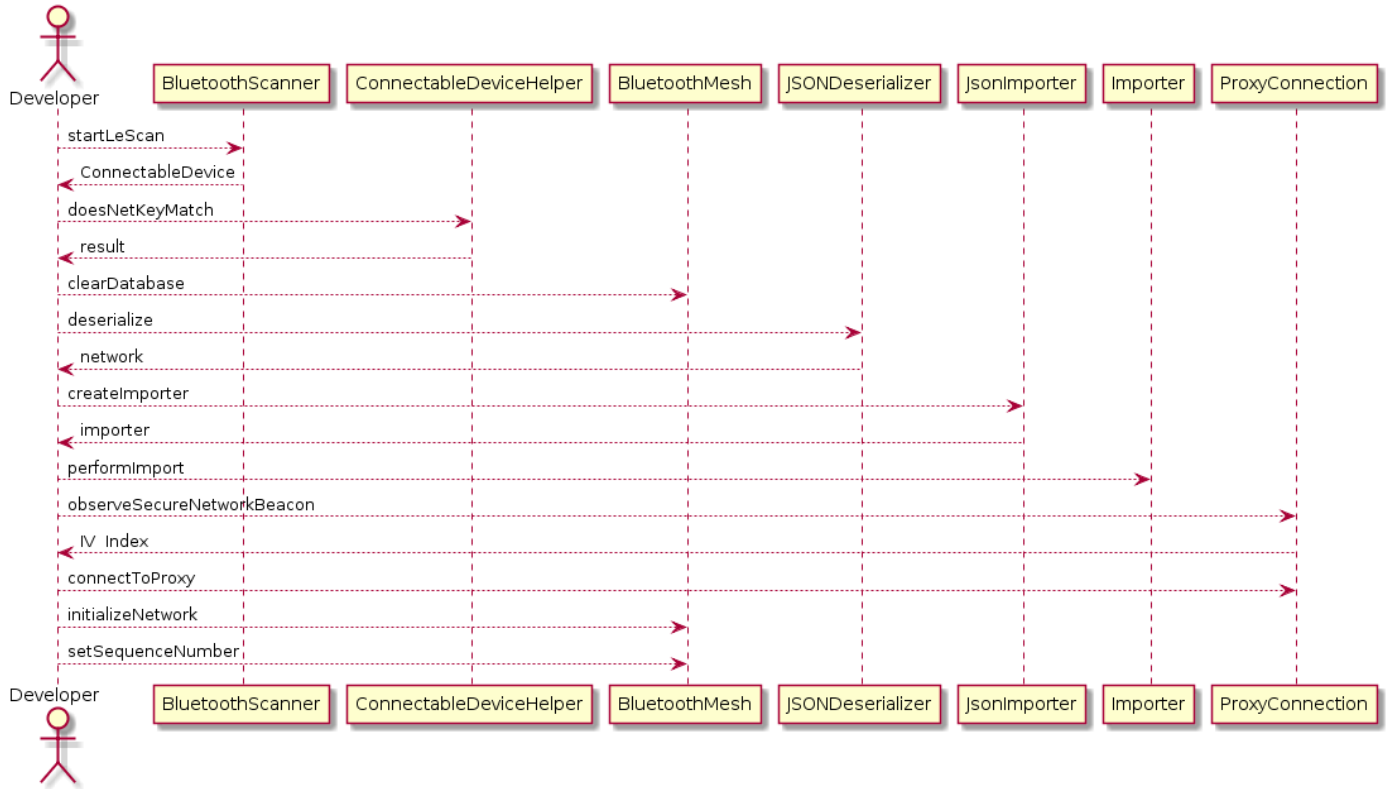 Developer
BluetoothScanner
ConnectableDeviceHelper
BluetoothMesh
JSONDeserializer
JsonImporter
Importer
ProxyConnection
startLeScan
ConnectableDevice
doesNetKeyMatch
result
clearDatabase
deserialize
network
createImporter
importer
performImport
observeSecureNetworkBeacon
IV Index
connectToProxy
initializeNetwork
setSequenceNumber
Developer
BluetoothScanner
ConnectableDeviceHelper
BluetoothMesh
JSONDeserializer
JsonImporter
Importer
ProxyConnection